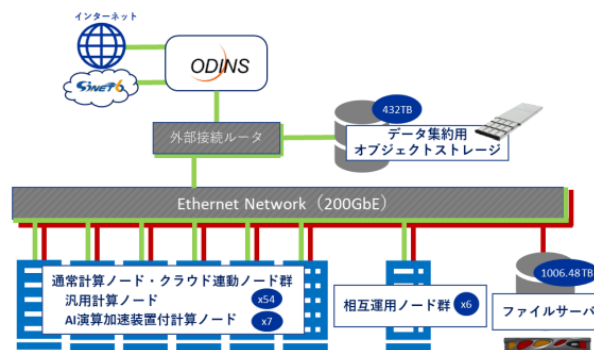 インターネット
ODINS
SINET6
432TB
外部接続ルータ
データ集約用
オブジェクトストレージ
Ethernet Network（200GbE）
通常計算ノード・クラウド連動ノード群
汎用計算ノード
x54
AI演算加速装置付計算ノード
x7
相互運用ノード群
x6
1006.48TB
ファイルサーバ